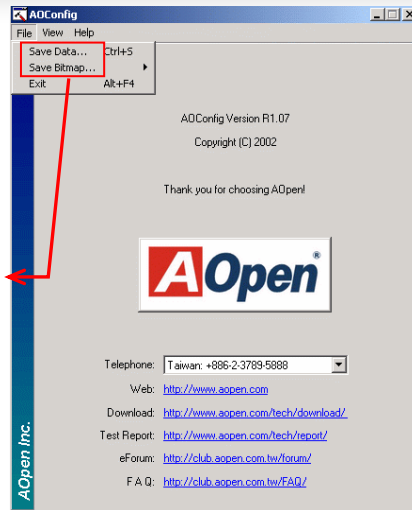 AOConfig
File View Help
Save Data... Ctrl+S
Save Bitmap...
Exit Alt+F4
AOConfig Version R1.07
Copyright (C) 2002
Thank you for choosing AOpen!
AOpen®
Telephone: Taiwan: +886-2-3789-5888
Web: http://www.aopen.com
Download: http://www.aopen.com/tech/download/
Test Report: http://www.aopen.com/tech/report/
eForum: http://club.aopen.com.tw/forum/
F A Q: http://club.aopen.com.tw/FAQ/
AOpen Inc.